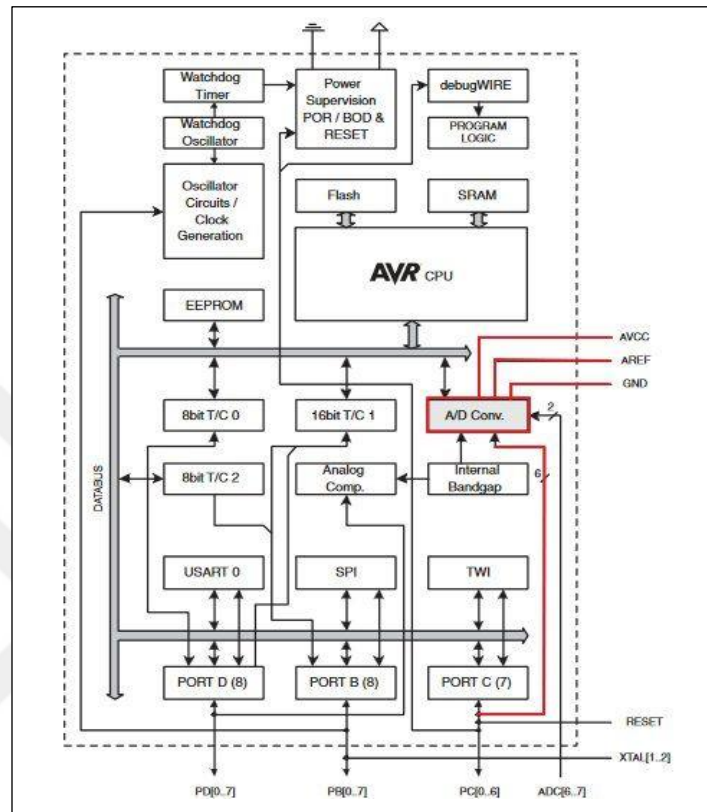 Watchdog
Timer
Watchdog
Oscillator
Oscillator
Circuits /
Clock
Generation
Power
Supervision
POR / BOD &
RESET
debugWIRE
PROGRAM
LOGIC
Flash
SRAM
AVR CPU
EEPROM
AVCC
AREF
GND
8bit T/C 0
16bit T/C 1
A/D Conv.
2
8bit T/C 2
Analog
Comp.
Internal
Bandgap
6
DATABUS
USART 0
SPI
TWI
PORT D (8)
PORT B (8)
PORT C (7)
RESET
XTAL[1..2]
PD[0..7]
PB[0..7]
PC[0..6]
ADC[6..7]